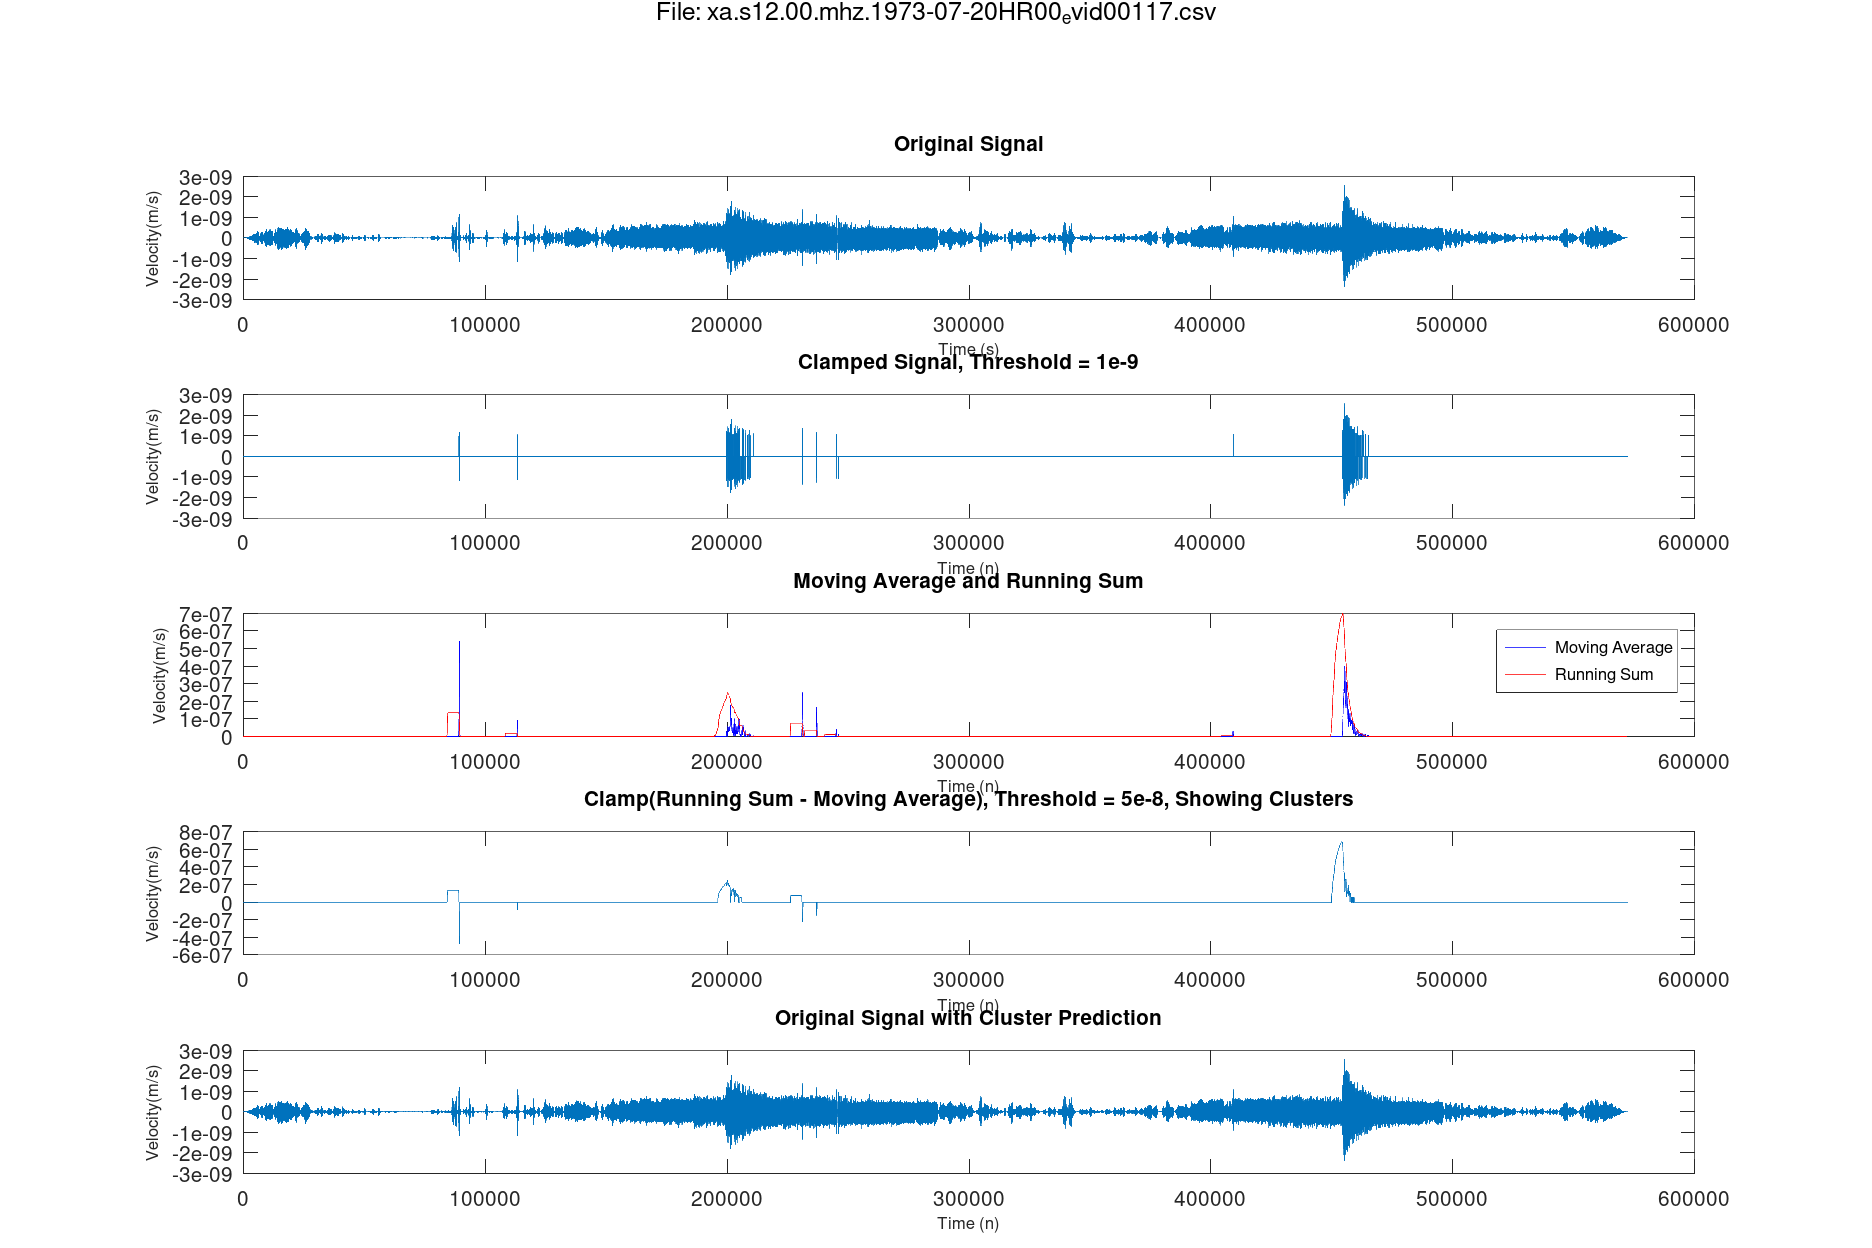 File: xa.s12.00.mhz.1973-07-20HR00evid00117.csv
Original Signal
Velocity(m/s)
3e-09
2e-09
1e-09
0
-1e-09
-2e-09
-3e-09
0 100000 200000 300000 400000 500000 600000
Time (s)
Clamped Signal, Threshold = 1e-9
Velocity(m/s)
3e-09
2e-09
1e-09
0
-1e-09
-2e-09
-3e-09
0 100000 200000 300000 400000 500000 600000
Time (n)
Moving Average and Running Sum
Velocity(m/s)
7e-07
6e-07
5e-07
4e-07
3e-07
2e-07
1e-07
0
Moving Average
Running Sum
0 100000 200000 300000 400000 500000 600000
Time (n)
Clamp(Running Sum - Moving Average), Threshold = 5e-8, Showing Clusters
Velocity(m/s)
8e-07
6e-07
4e-07
2e-07
0
-2e-07
-4e-07
-6e-07
0 100000 200000 300000 400000 500000 600000
Time (n)
Original Signal with Cluster Prediction
Velocity(m/s)
3e-09
2e-09
1e-09
0
-1e-09
-2e-09
-3e-09
0 100000 200000 300000 400000 500000 600000
Time (n)